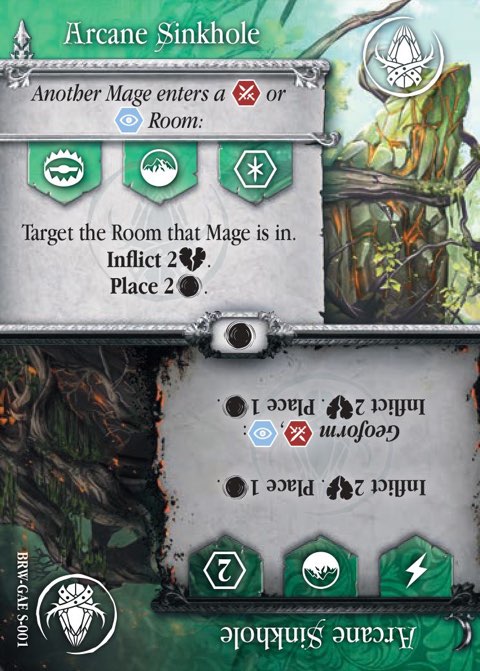 Arcane Sinkhole
Another Mage enters a or
Room:
Target the Room that Mage is in.
Inflict 2.
Place 2.
Arcane Sinkhole
2
Inflict 2. Place 1.
Geoform , :
Inflict 2. Place 1.
BRW-GAE S-001